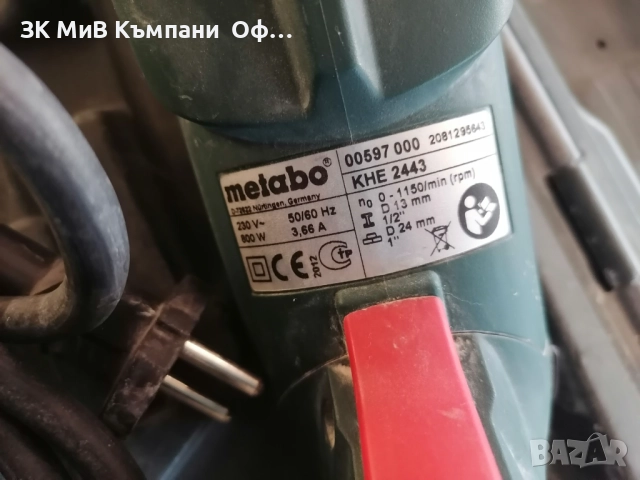 ЗК МиВ Къмпани Оф...
metabo®
D-72622 Nürtingen, Germany
230 V~ 50/60 Hz
800 W 3,66 A
CE
2012
00597 000 2081295643
KHE 2443
n0 0 - 1150/min (rpm)
D 13 mm
1/2"
D 24 mm
1"
BAZAR